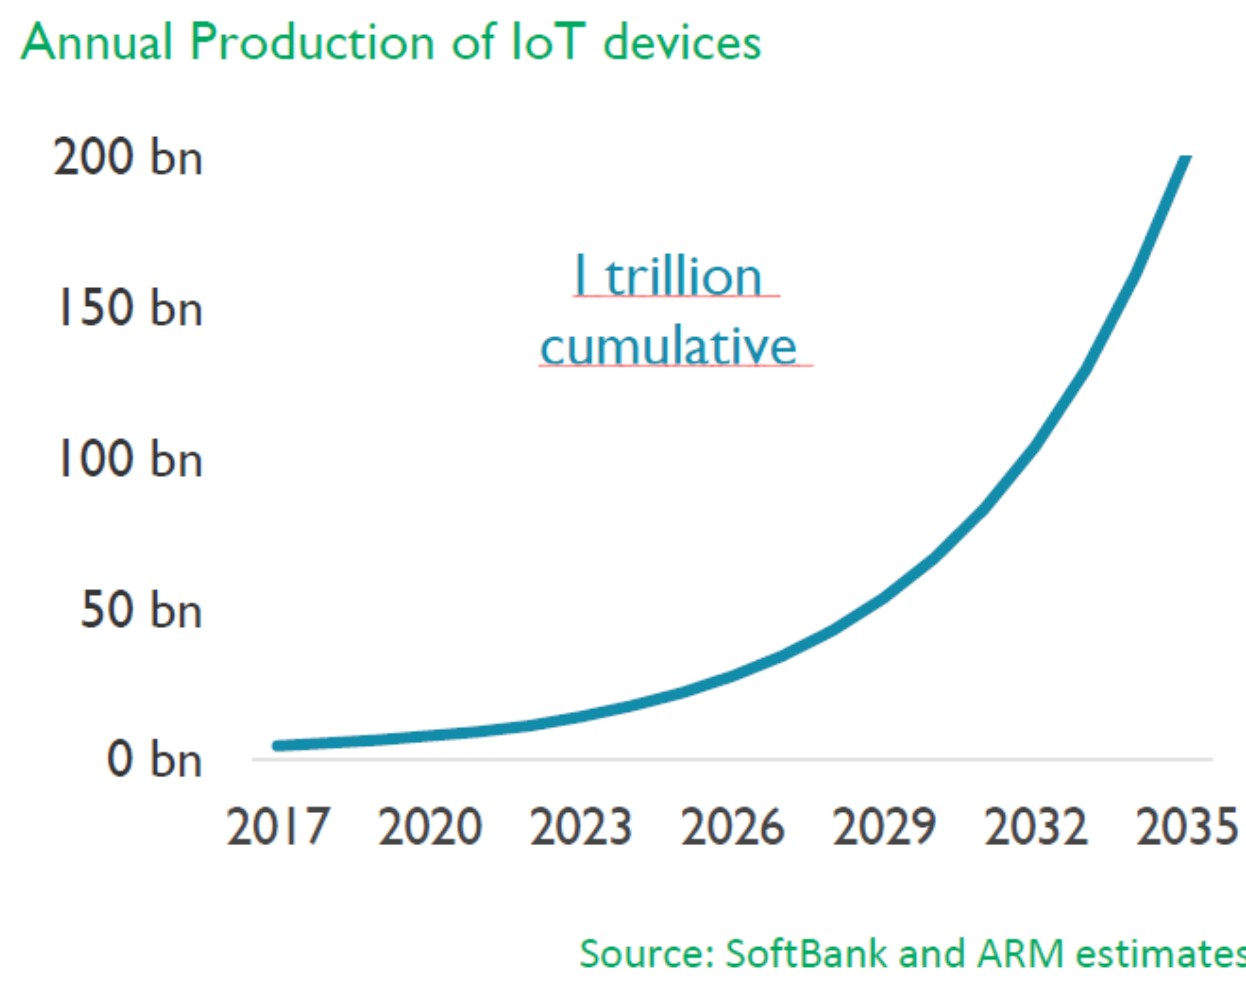 Annual Production of IoT devices
200 bn
150 bn
1 trillion
cumulative
100 bn
50 bn
0 bn
2017 2020 2023 2026 2029 2032 2035
Source: SoftBank and ARM estimates